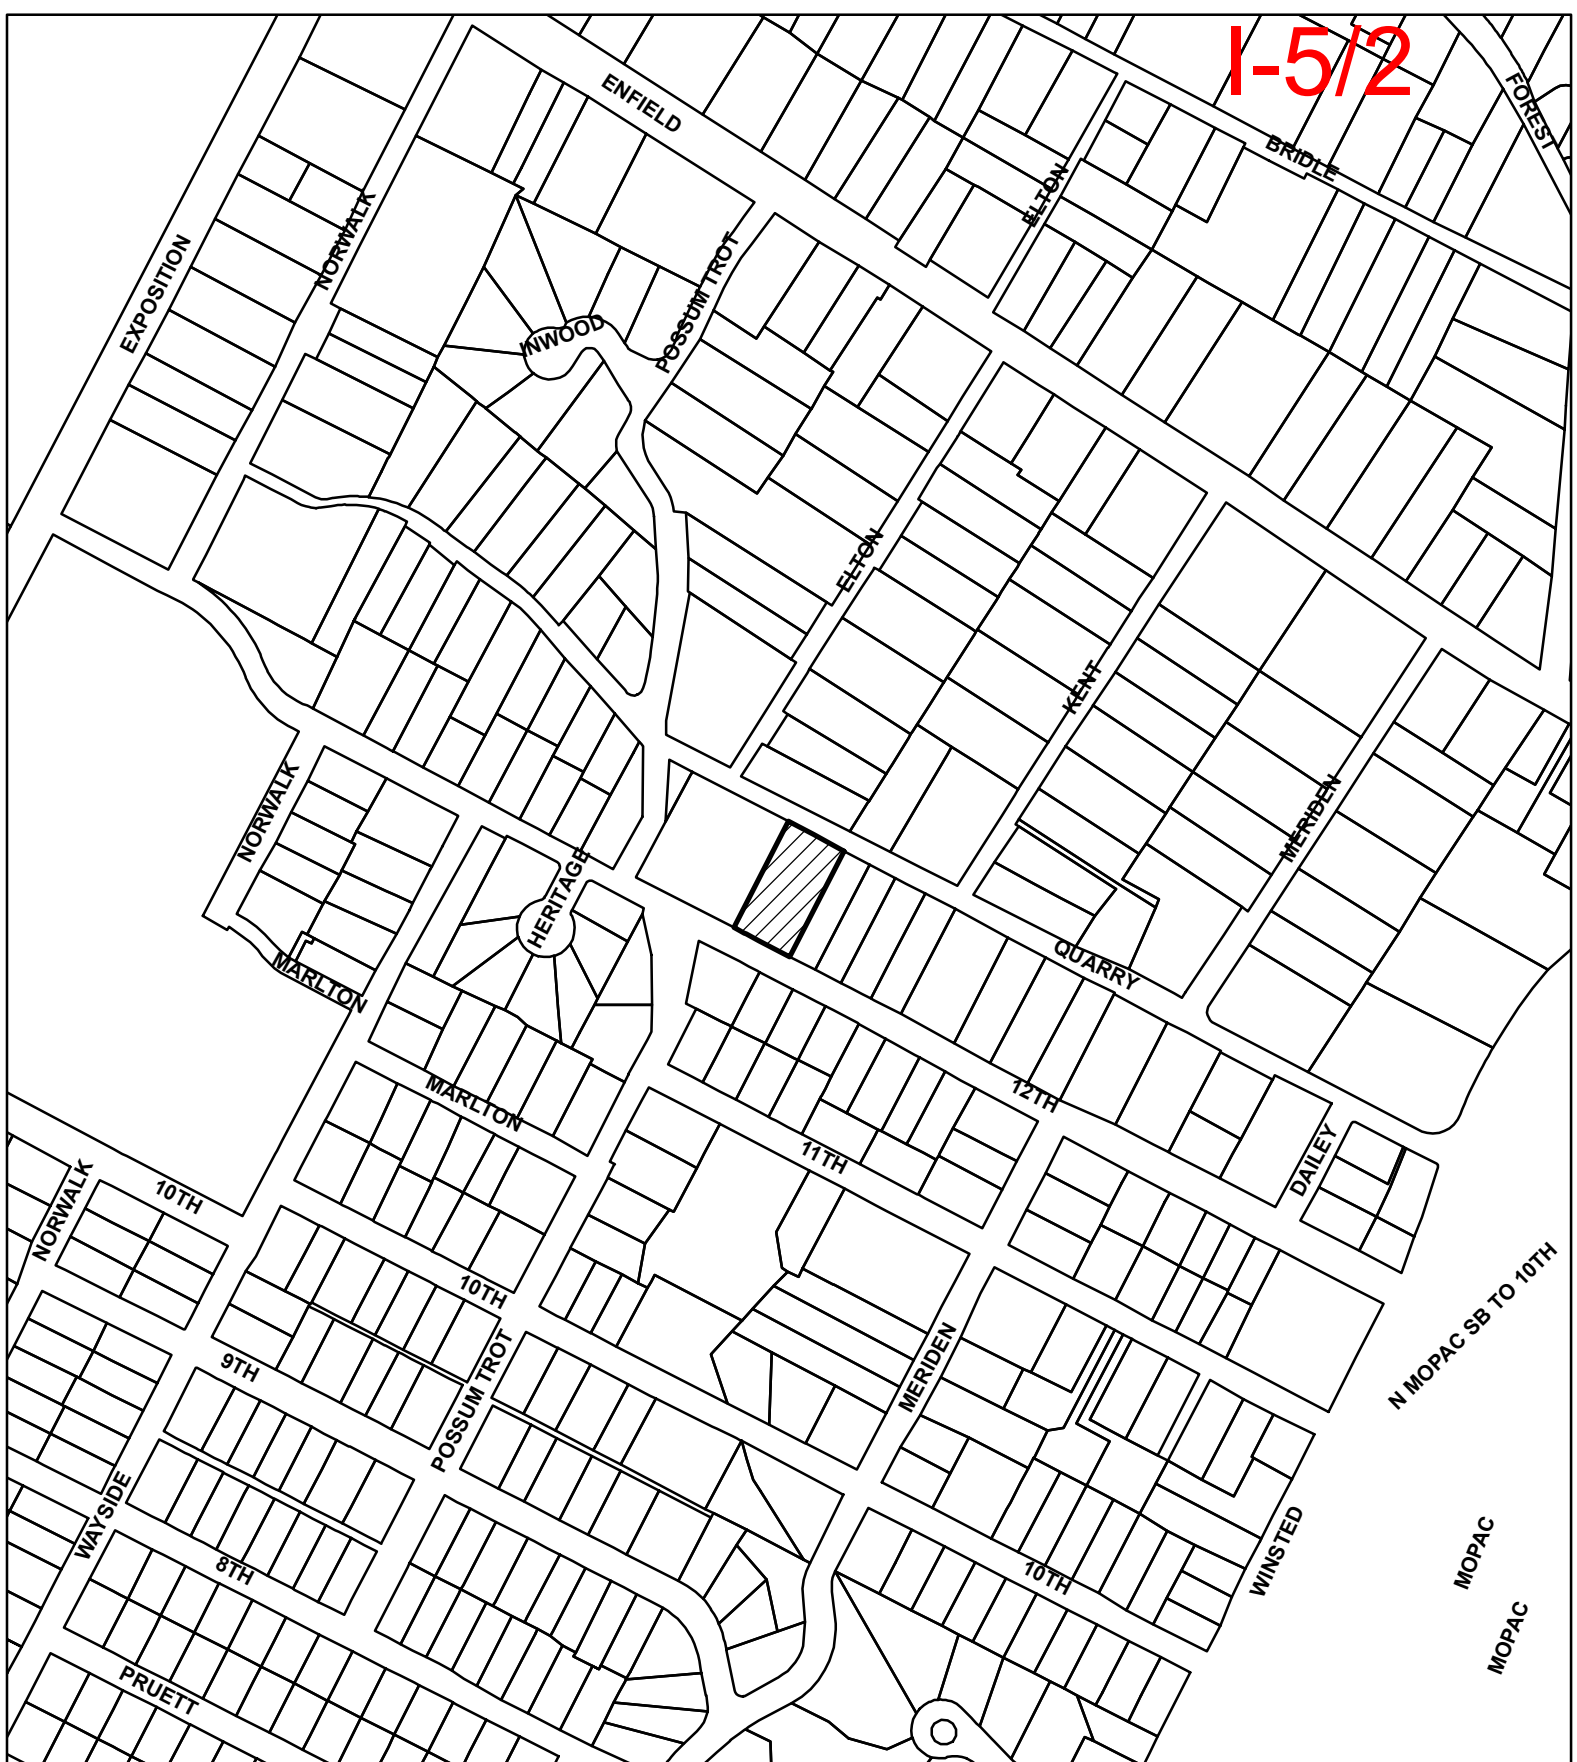 I-5/2
FOREST
ENFIELD
BRIDLE
ELTON
NORWALK
EXPOSITION
POSSUM TROT
INWOOD
ELTON
KENT
NORWALK
MERIDEN
HERITAGE
QUARRY
MARLTON
MARLTON
12TH
11TH
DAILEY
NORWALK
10TH
10TH
N MOPAC SB TO 10TH
9TH
POSSUM TROT
MERIDEN
WAYSIDE
8TH
10TH
WINSTED
MOPAC
MOPAC
PRUETT